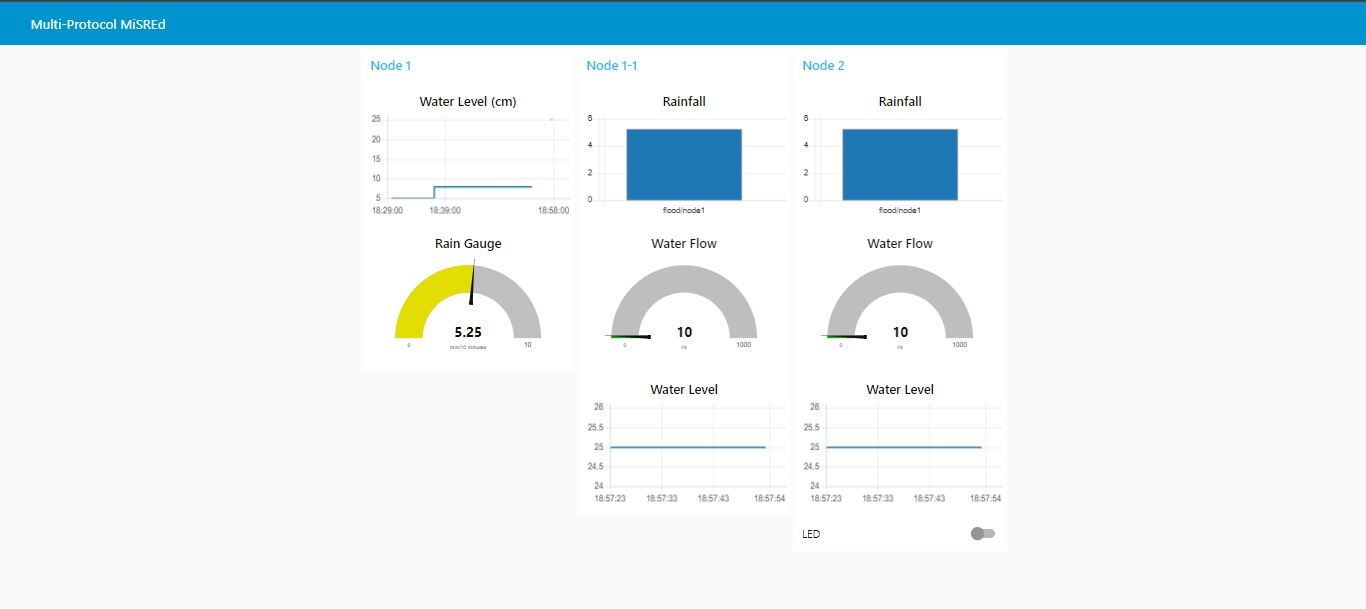 Multi-Protocol MiSREd
Node 1
Water Level (cm)
25
20
15
10
5
18:29:00 18:39:00 18:58:00
Rain Gauge
5.25
mm/10 minutes
0 10
Node 1-1
Rainfall
6
4
2
0
flood/node1
Water Flow
10
0 1000
Water Level
26
25.5
25
24.5
24
18:57:23 18:57:33 18:57:43 18:57:54
Node 2
Rainfall
6
4
2
0
flood/node1
Water Flow
10
0 1000
Water Level
26
25.5
25
24.5
24
18:57:23 18:57:33 18:57:43 18:57:54
LED